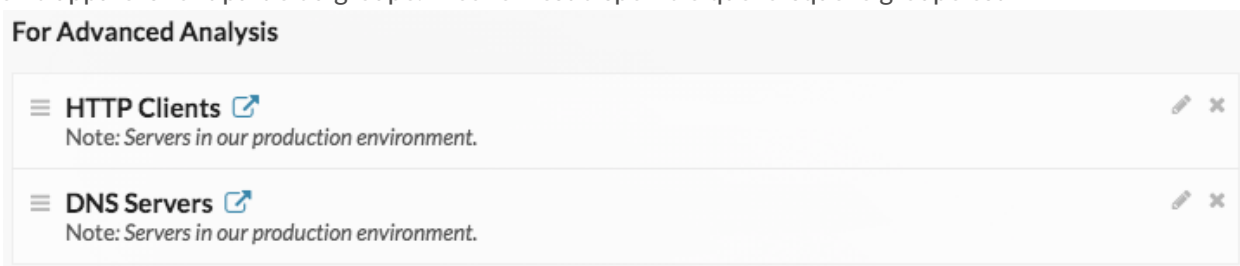 For Advanced Analysis
HTTP Clients
Note: Servers in our production environment.
DNS Servers
Note: Servers in our production environment.